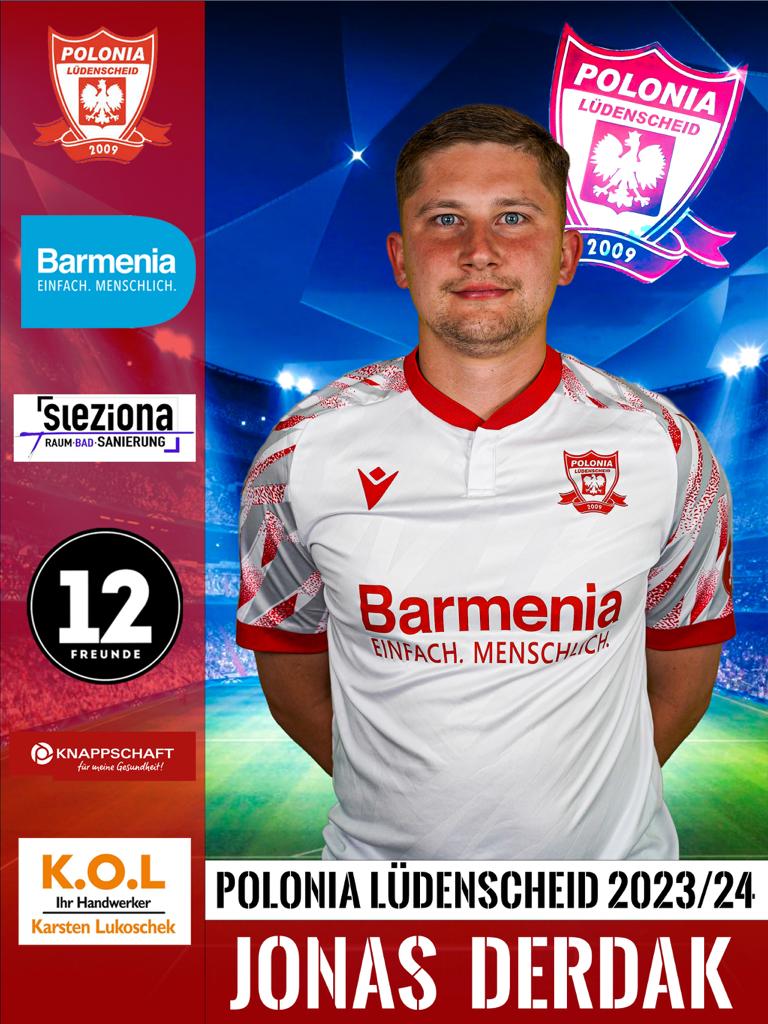 POLONIA
LÜDENSCHEID
2009
Barmenia
EINFACH. MENSCHLICH.
sleziona
RAUM·BAD·SANIERUNG
12
FREUNDE
KNAPPSCHAFT
für meine Gesundheit!
K.O.L
Ihr Handwerker
Karsten Lukoschek
POLONIA
LÜDENSCHEID
2009
POLONIA
LÜDENSCHEID
2009
Barmenia
EINFACH. MENSCHLICH.
POLONIA LÜDENSCHEID 2023/24
JONAS DERDAK